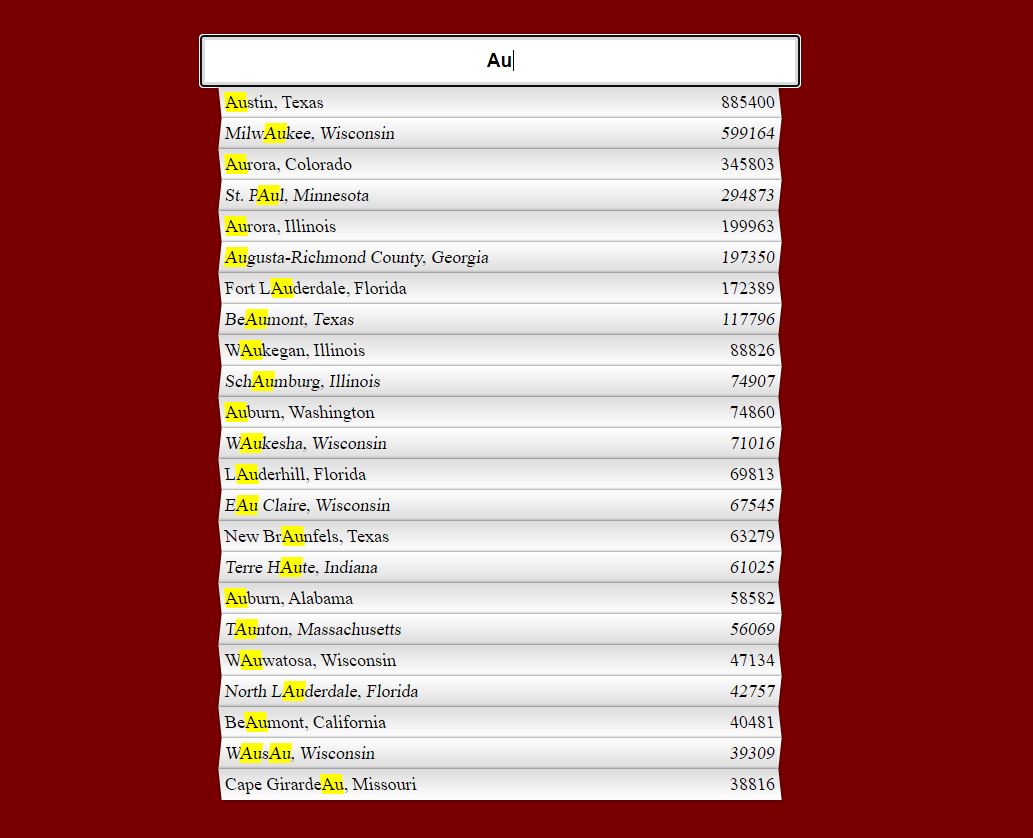 Au
Austin, Texas 885400
MilwAukee, Wisconsin 599164
Aurora, Colorado 345803
St. PAul, Minnesota 294873
Aurora, Illinois 199963
Augusta-Richmond County, Georgia 197350
Fort LAuderdale, Florida 172389
BeAumont, Texas 117796
WAukegan, Illinois 88826
SchAumburg, Illinois 74907
Auburn, Washington 74860
WAukesha, Wisconsin 71016
LAuderhill, Florida 69813
EAu Claire, Wisconsin 67545
New BrAunfels, Texas 63279
Terre HAute, Indiana 61025
Auburn, Alabama 58582
TAunton, Massachusetts 56069
WAuwatosa, Wisconsin 47134
North LAuderdale, Florida 42757
BeAumont, California 40481
WAusAu, Wisconsin 39309
Cape GirardeAu, Missouri 38816